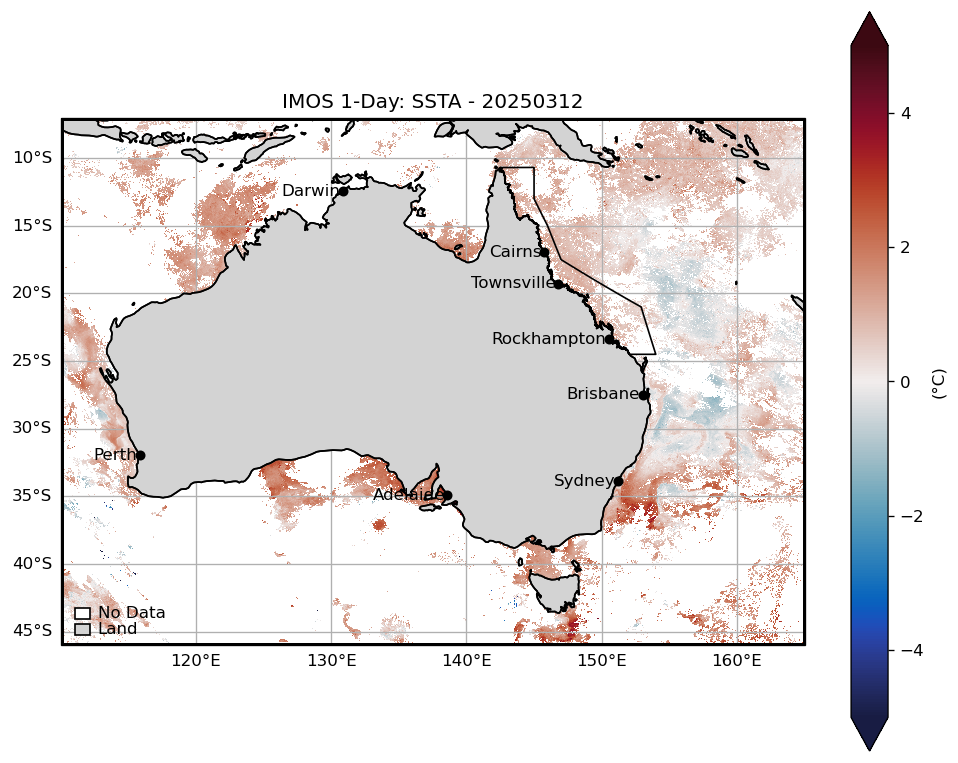 IMOS 1-Day: SSTA - 20250312
10°S
15°S
20°S
25°S
30°S
35°S
40°S
45°S
Darwin
Cairns
Townsville
Rockhampton
Brisbane
Perth
Sydney
Adelaide
No Data
Land
120°E 130°E 140°E 150°E 160°E
4
2
0
−2
−4
(°C)